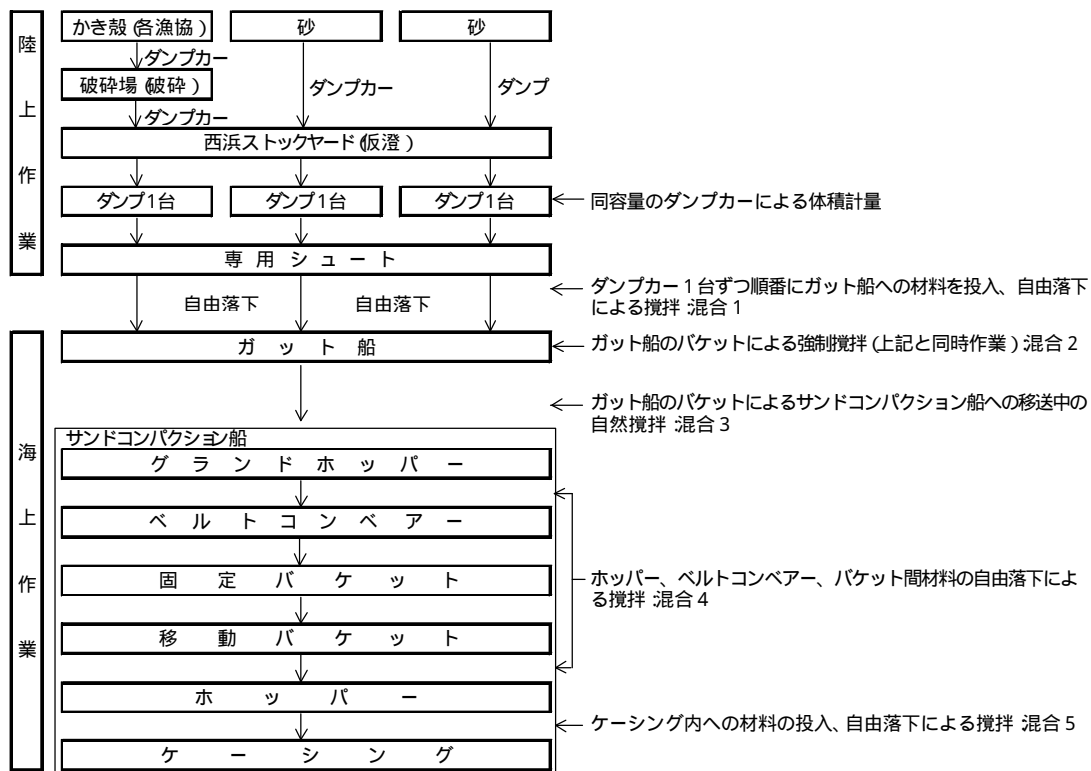 陸上作業
かき殻(各漁協)
砂
砂
ダンプカー
破砕場(破砕)
ダンプカー
ダンプ
ダンプカー
西浜ストックヤード(仮澄)
ダンプ1台
ダンプ1台
ダンプ1台
同容量のダンプカーによる体積計量
専用シュート
自由落下
自由落下
ダンプカー1台ずつ順番にガット船への材料を投入、自由落下
による撹拌:混合1
海上作業
ガット船
ガット船のバケットによる強制撹拌(上記と同時作業):混合2
ガット船のバケットによるサンドコンパクション船への移送中の
自然撹拌:混合3
サンドコンパクション船
グランドホッパー
ベルトコンベアー
固定バケット
移動バケット
ホッパー、ベルトコンベアー、バケット間材料の自由落下によ
る撹拌:混合4
ホッパー
ケーシング内への材料の投入、自由落下による撹拌:混合5
ケーシング